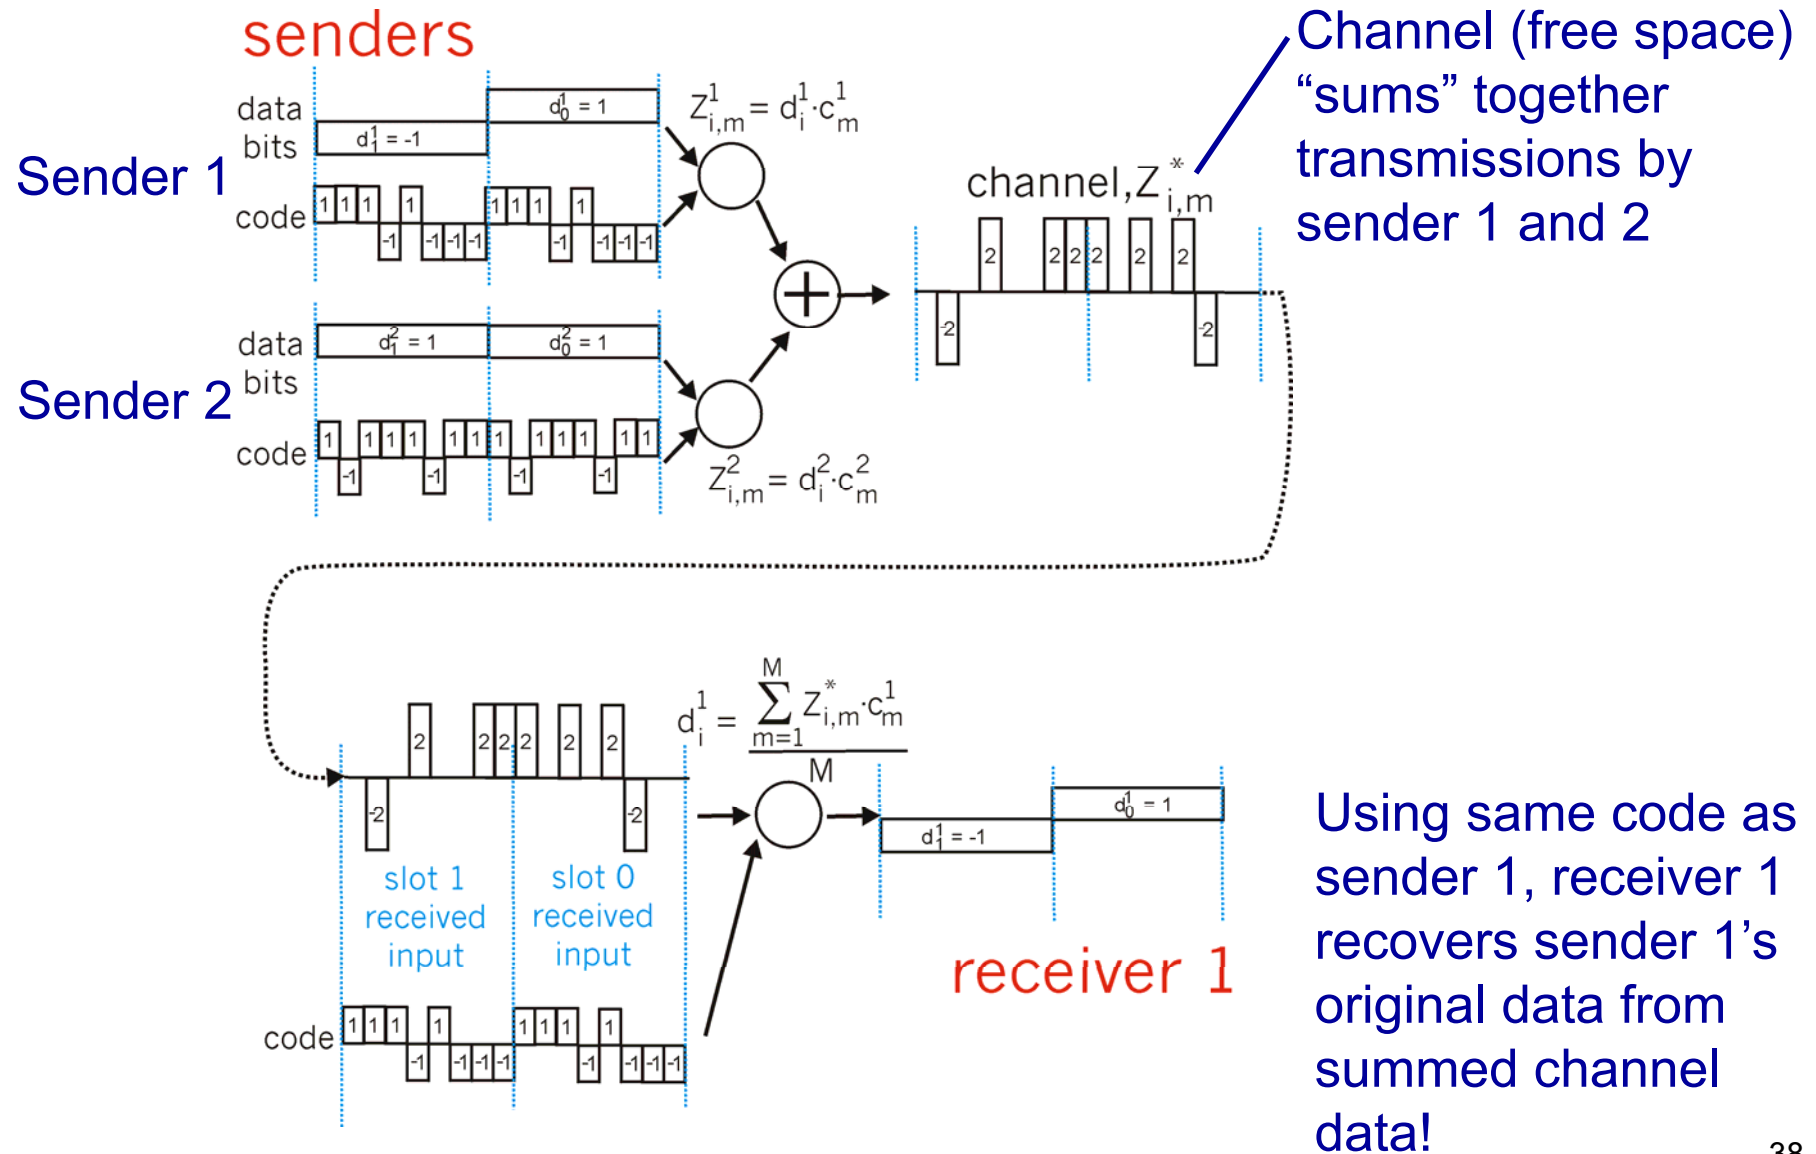 senders
Channel (free space)
“sums” together
transmissions by
sender 1 and 2
Sender 1
data
bits
d₁¹ = -1
d₀¹ = 1
code
1 1 1 -1 1 -1 -1 -1 1 1 1 -1 1 -1 -1 -1
Z¹i,m = dᵢ¹·c¹m
Sender 2
data
bits
d₁² = 1
d₀² = 1
code
1 -1 1 1 1 -1 1 1 1 -1 1 1 1 -1 1 1
Z²i,m = dᵢ²·c²m
+
channel, Z*i,m
-2 2 2 2 2 2 2 -2
-2 2 2 2 2 2 2 -2
slot 1
received
input
slot 0
received
input
code
1 1 1 -1 1 -1 -1 -1 1 1 1 -1 1 -1 -1 -1
dᵢ¹ = M ∑ m=1 Z*i,m·c¹m
M
d₁¹ = -1
d₀¹ = 1
receiver 1
Using same code as
sender 1, receiver 1
recovers sender 1’s
original data from
summed channel
data!
38